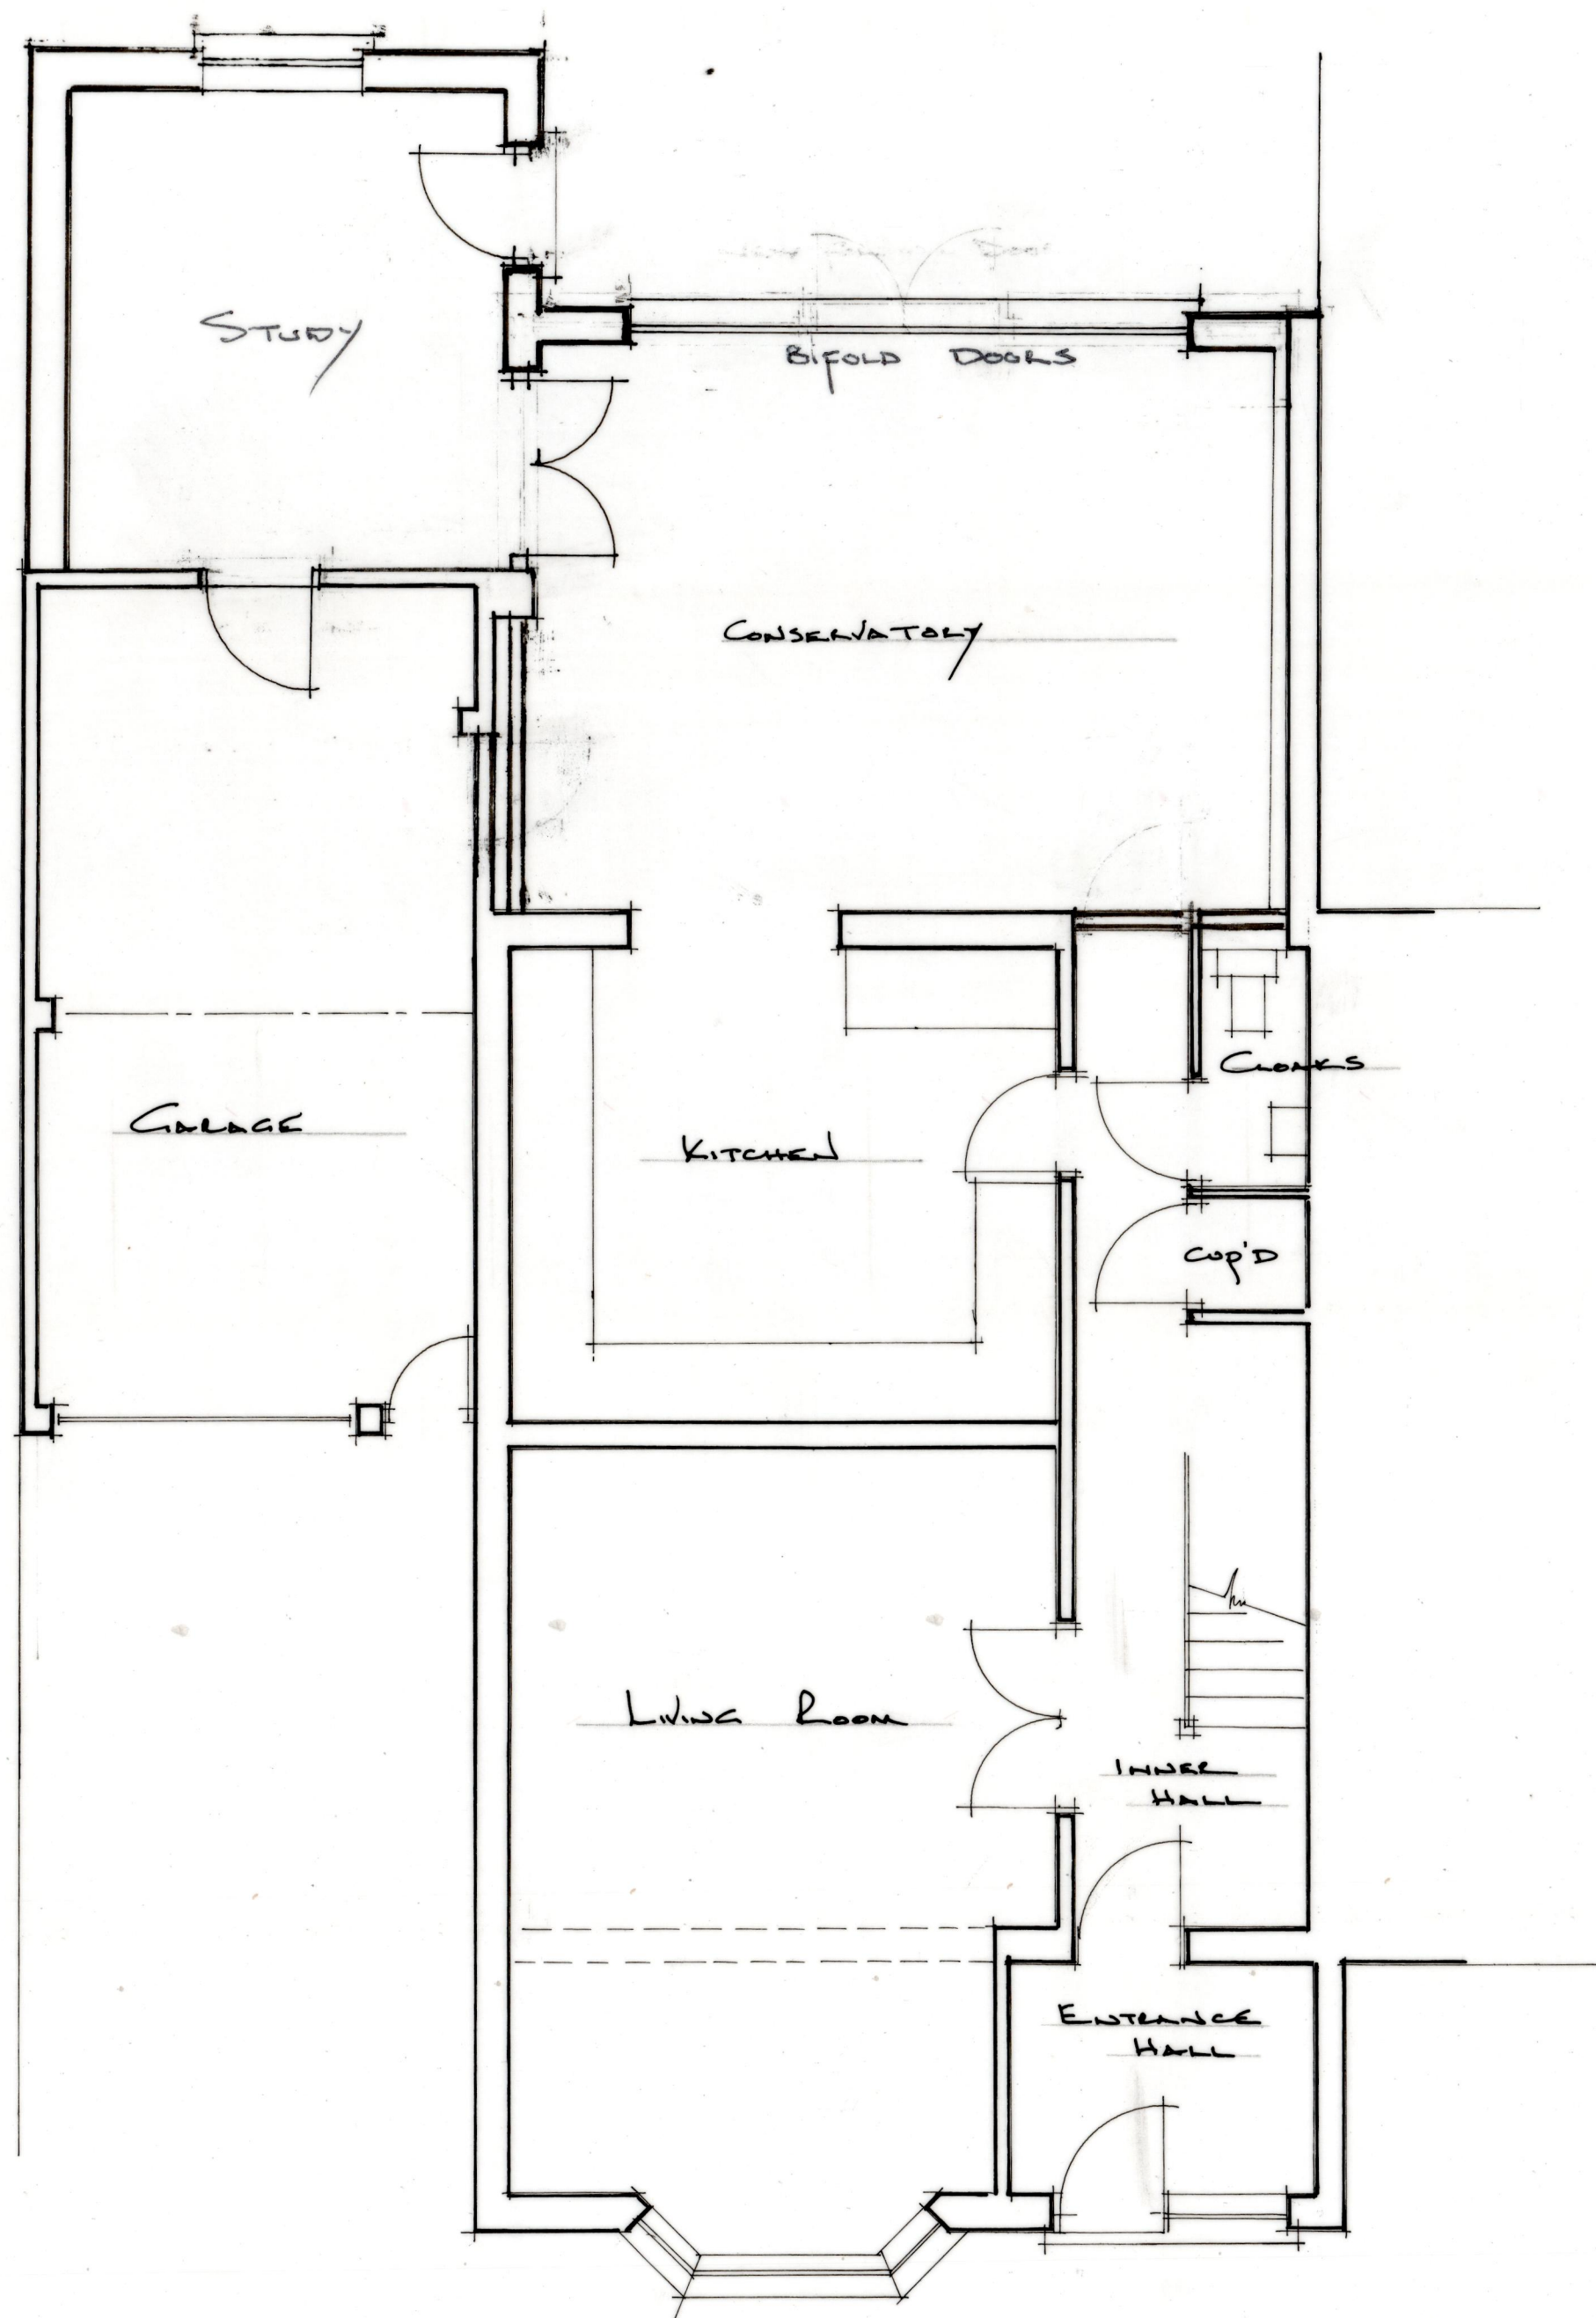 STUDY
BIFOLD DOORS
CONSERVATORY
CLOAKS
GARAGE
KITCHEN
CUP'D
LIVING ROOM
INNER
HALL
ENTRANCE
HALL